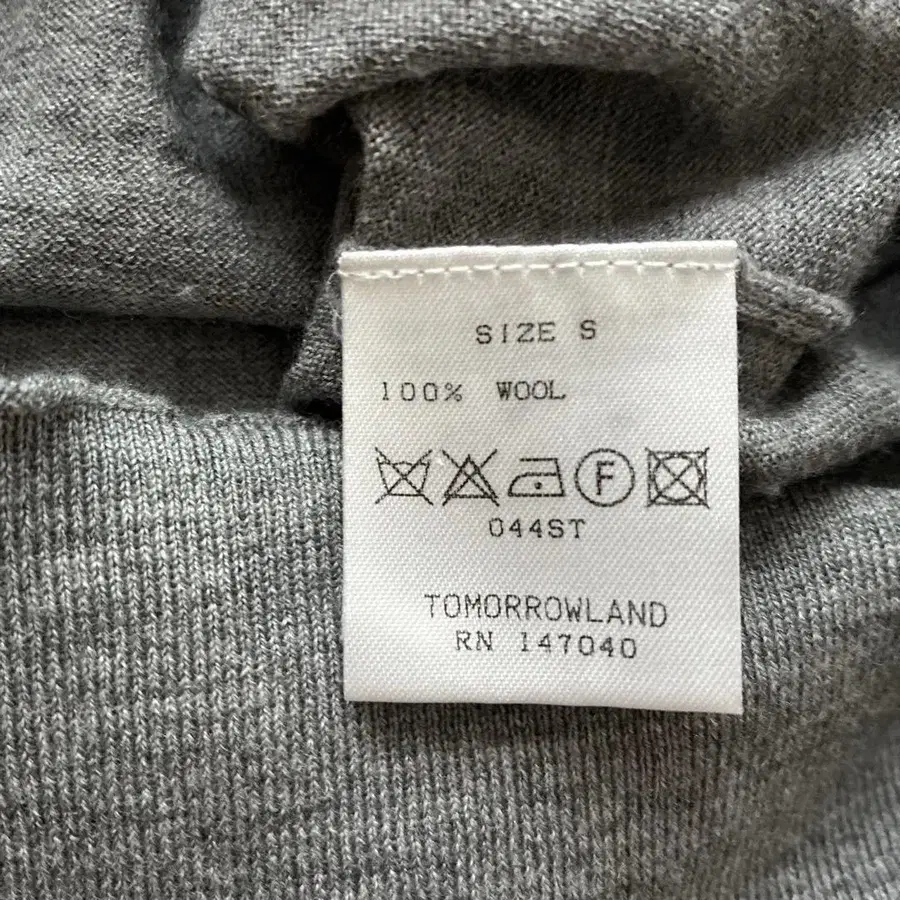 SIZE S
100% WOOL
F
044ST
TOMORROWLAND
RN 147040